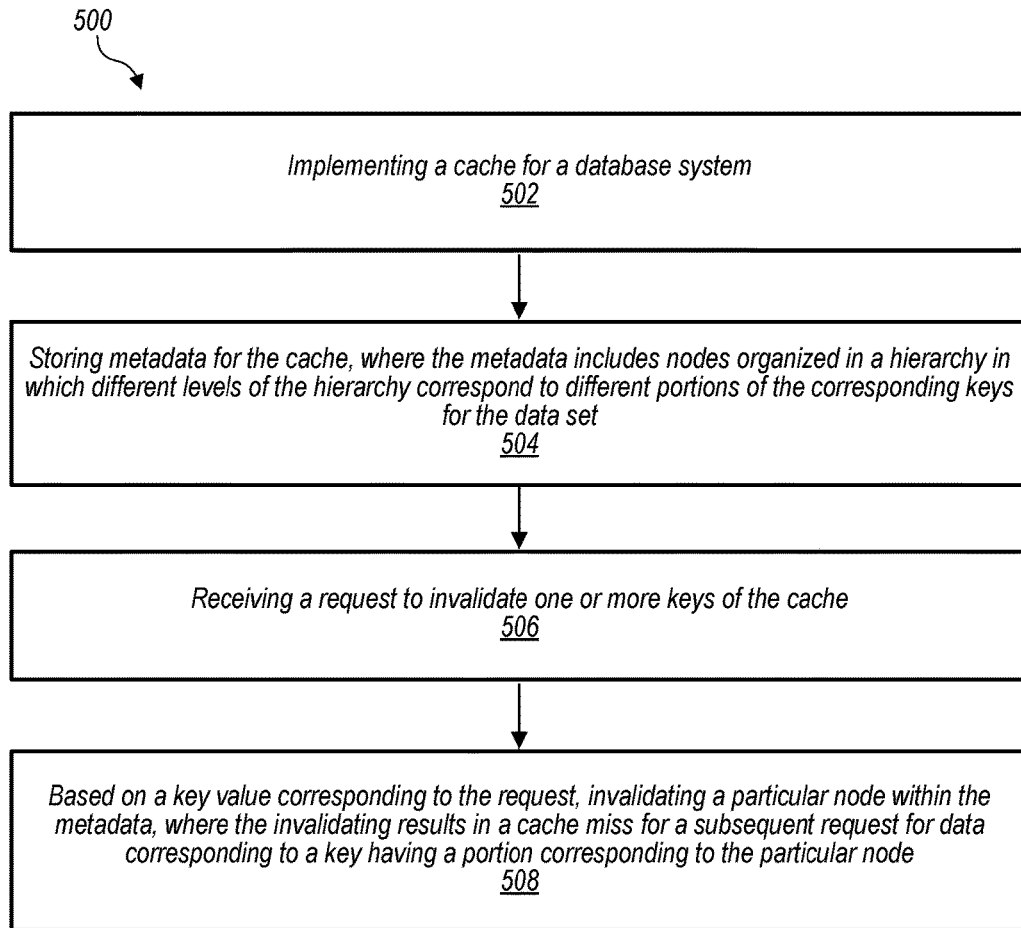 500
Implementing a cache for a database system
502
Storing metadata for the cache, where the metadata includes nodes organized in a hierarchy in
which different levels of the hierarchy correspond to different portions of the corresponding keys
for the data set
504
Receiving a request to invalidate one or more keys of the cache
506
Based on a key value corresponding to the request, invalidating a particular node within the
metadata, where the invalidating results in a cache miss for a subsequent request for data
corresponding to a key having a portion corresponding to the particular node
508